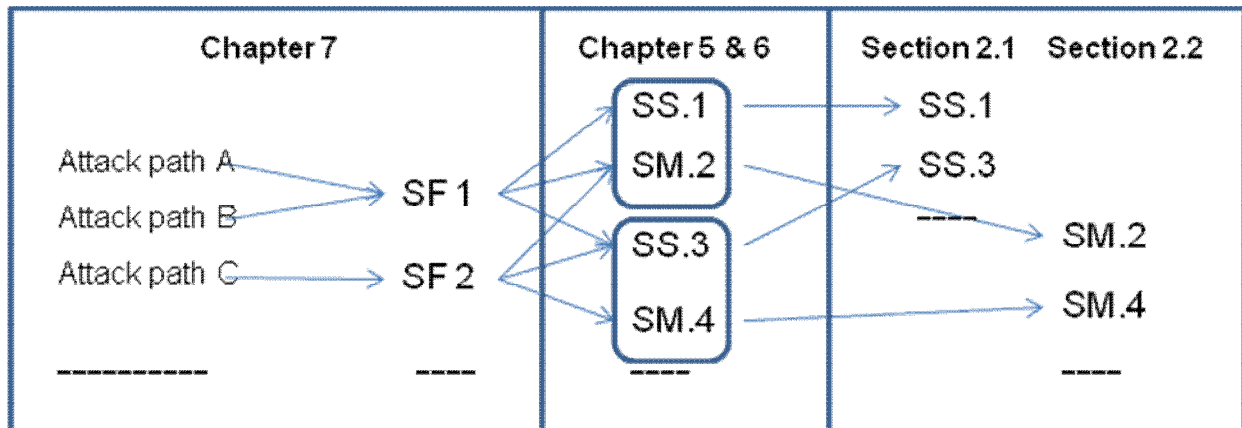 Chapter 7
Chapter 5 & 6
Section 2.1 Section 2.2
Attack path A
Attack path B
Attack path C
----------
SF 1
SF 2
----
SS.1
SM.2
SS.3
SM.4
----
SS.1
SS.3
----
SM.2
SM.4
----